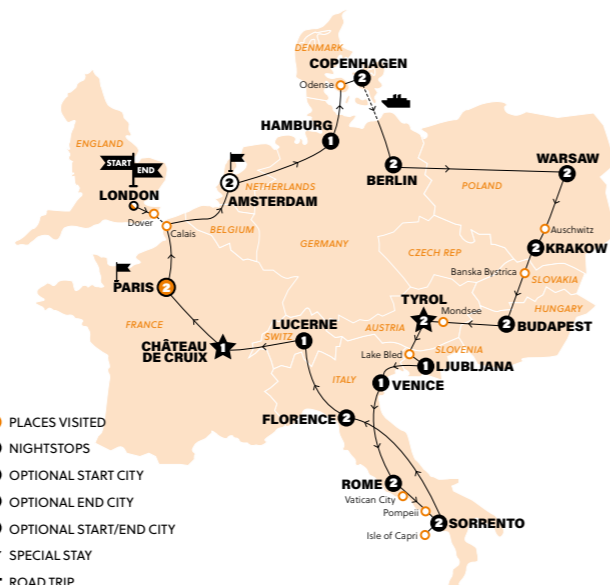 DENMARK
COPENHAGEN
2
Odense
HAMBURG
1
ENGLAND
START
END
LONDON
Dover
Calais
2
AMSTERDAM
NETHERLANDS
BELGIUM
2
BERLIN
WARSAW
2
POLAND
GERMANY
Auschwitz
2
KRAKOW
CZECH REP
Banska Bystrica
SLOVAKIA
PARIS
2
FRANCE
TYROL
2
Mondsee
HUNGARY
2
BUDAPEST
AUSTRIA
LUCERNE
1
SWITZ
CHÂTEAU
DE CRUIX
1
SLOVENIA
Lake Bled
1
LJUBLJANA
ITALY
1
VENICE
FLORENCE
2
ROME
2
Vatican City
Pompeii
2
SORRENTO
Isle of Capri
PLACES VISITED
NIGHTSTOPS
OPTIONAL START CITY
OPTIONAL END CITY
OPTIONAL START/END CITY
SPECIAL STAY
ROAD TRIP